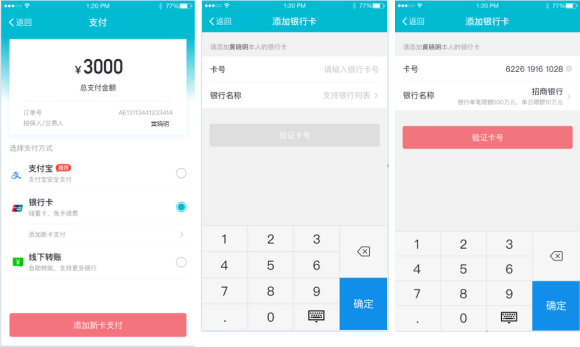 1:20 PM
77%
返回
支付
¥3000
总支付金额
订单号
AE13113441233414
投保人/交费人
黄晓明
选择支付方式
支付宝 推荐
支付宝安全支付
银行卡
储蓄卡，免手续费
添加新卡支付
线下转账
自助转账，支持更多银行
添加新卡支付
1:20 PM
77%
返回
添加银行卡
请添加黄晓明本人的银行卡
卡号
请输入银行卡号
银行名称
支持银行列表
验证卡号
1 2 3
4 5 6
7 8 9
. 0
确定
1:20 PM
77%
返回
添加银行卡
请添加黄晓明本人的银行卡
卡号
6226 1916 1028
银行名称
招商银行
银行单笔限额500万元，单日限额10万元
验证卡号
1 2 3
4 5 6
7 8 9
. 0
确定